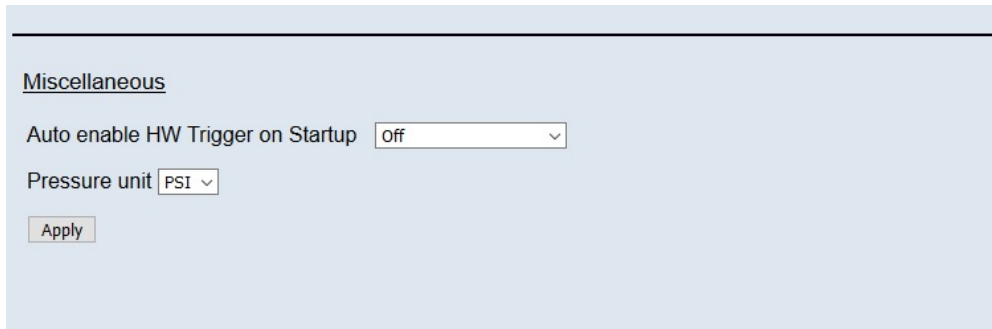 Miscellaneous
Auto enable HW Trigger on Startup Off
Pressure unit PSI
Apply